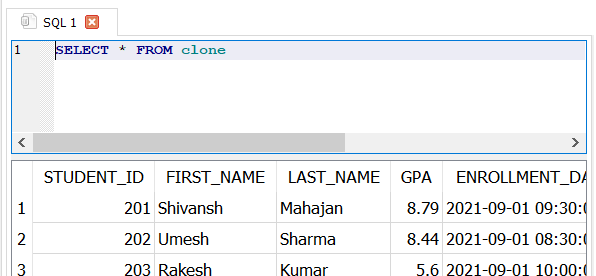 SQL 1
1 SELECT * FROM clone
STUDENT_ID FIRST_NAME LAST_NAME GPA ENROLLMENT_DA
1 201 Shivansh Mahajan 8.79 2021-09-01 09:30:0
2 202 Umesh Sharma 8.44 2021-09-01 08:30:0
3 203 Rakesh Kumar 5.6 2021-09-01 10:00:0